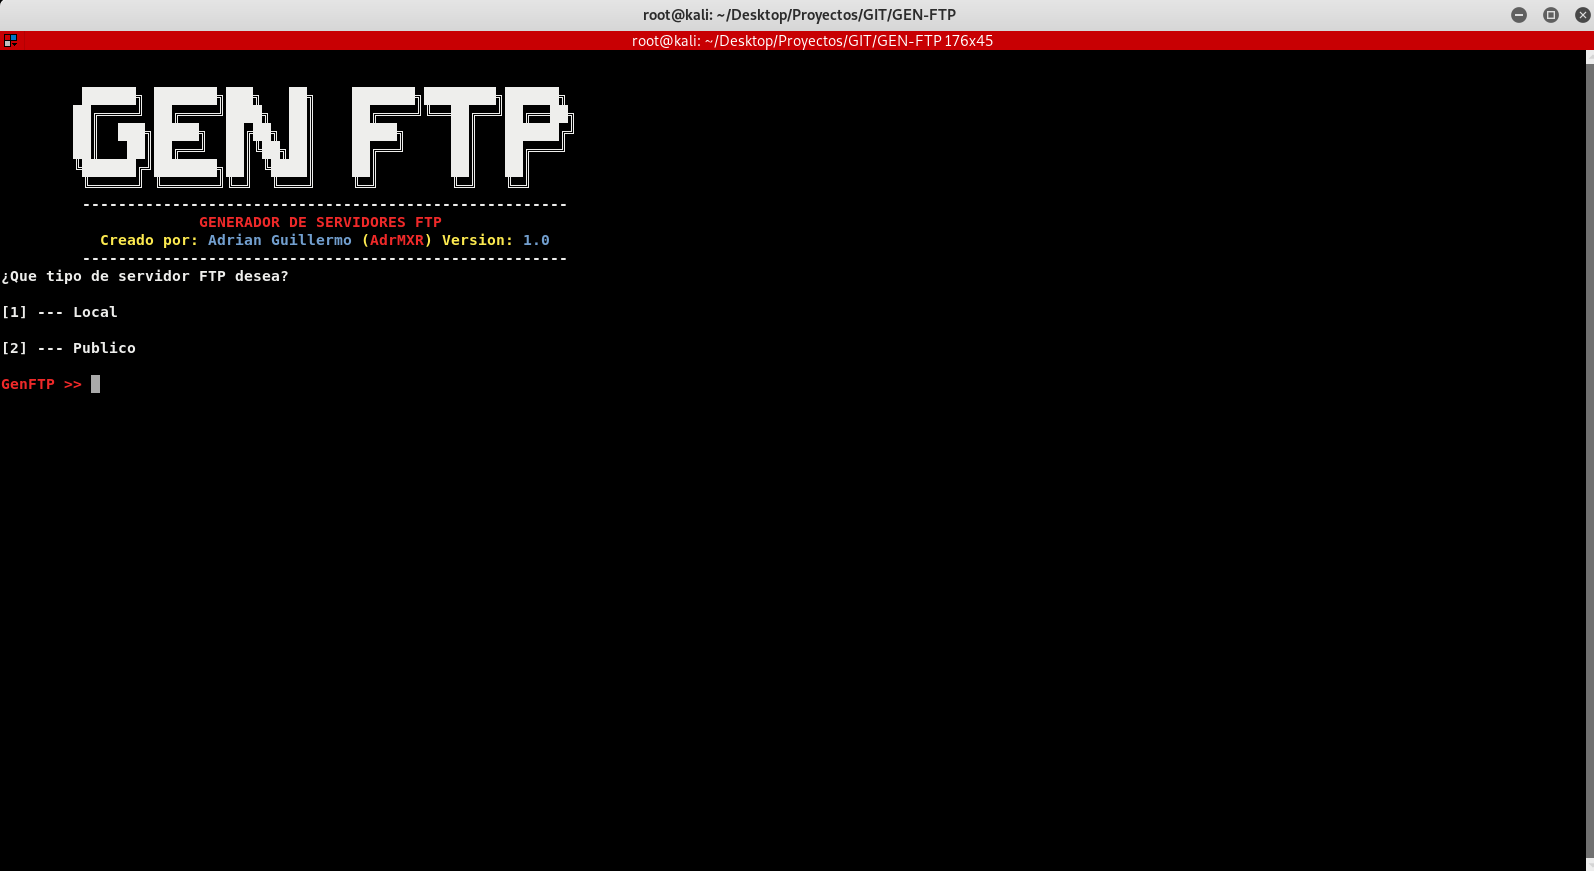 root@kali: ~/Desktop/Proyectos/GIT/GEN-FTP
root@kali: ~/Desktop/Proyectos/GIT/GEN-FTP 176x45
GEN FTP
------------------------------------------------------
GENERADOR DE SERVIDORES FTP
Creado por: Adrian Guillermo (AdrMXR) Version: 1.0
------------------------------------------------------
¿Que tipo de servidor FTP desea?
[1] --- Local
[2] --- Publico
GenFTP >>